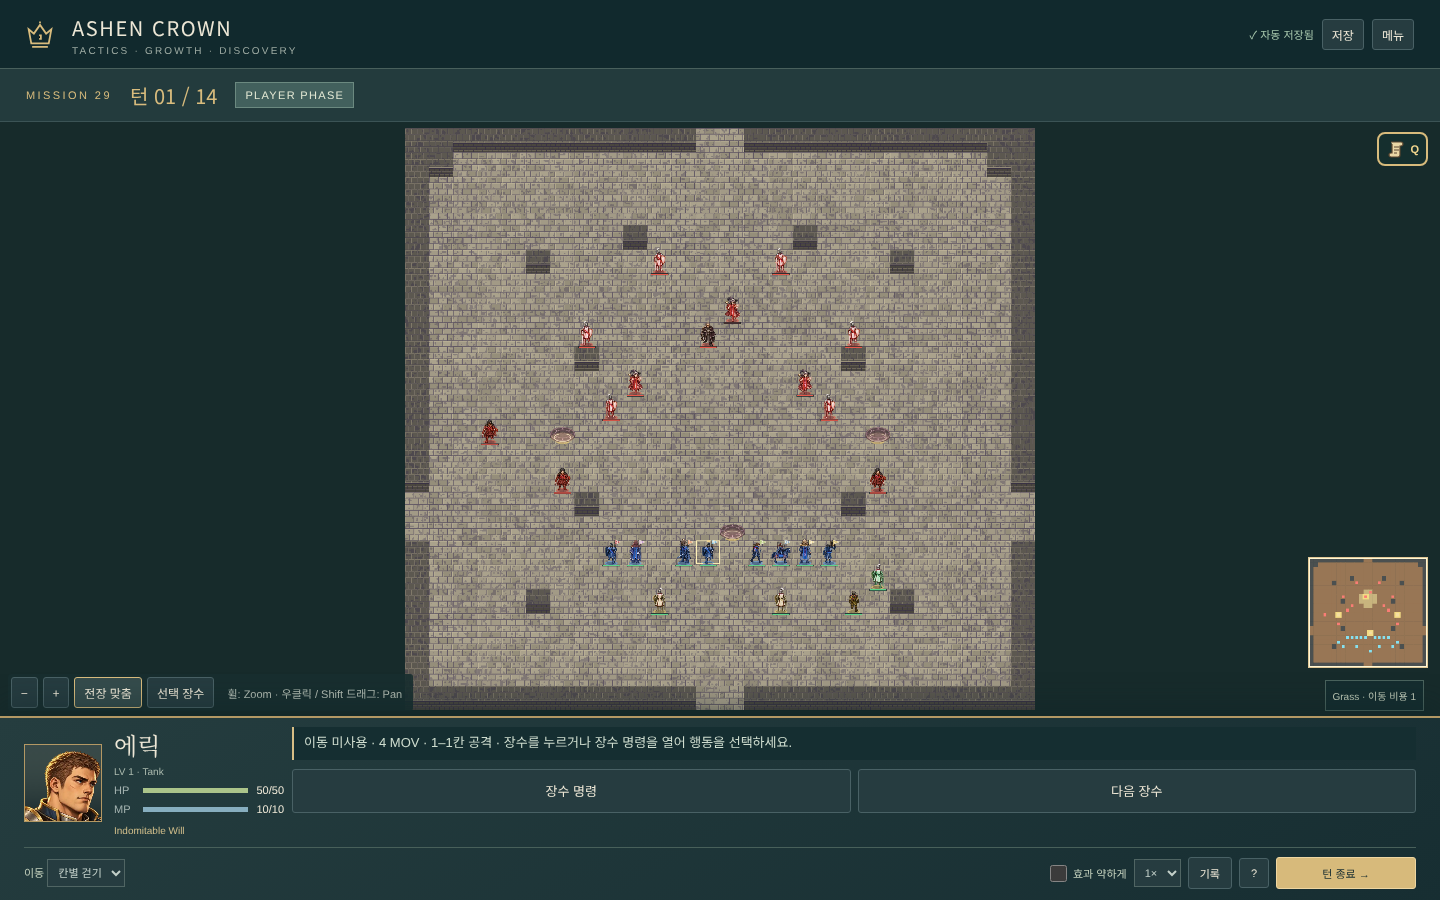 ASHEN CROWN
TACTICS · GROWTH · DISCOVERY
✓ 자동 저장됨
저장
메뉴
MISSION 29
턴 01 / 14
PLAYER PHASE
Q
−
+
전장 맞춤
선택 장수
휠: Zoom · 우클릭 / Shift 드래그: Pan
Grass · 이동 비용 1
에릭
LV 1 · Tank
HP 50/50
MP 10/10
Indomitable Will
이동 미사용 · 4 MOV · 1–1칸 공격 · 장수를 누르거나 장수 명령을 열어 행동을 선택하세요.
장수 명령
다음 장수
이동 칸별 걷기
효과 약하게
1×
기록
?
턴 종료 →